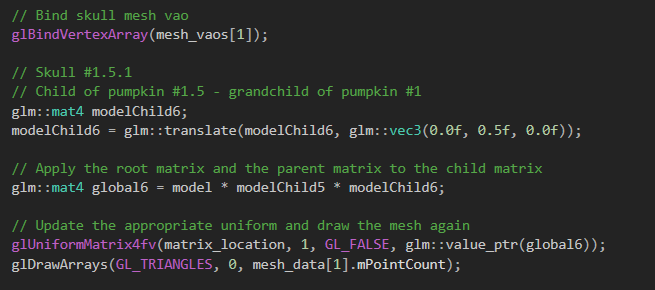 // Bind skull mesh vao
glBindVertexArray(mesh_vaos[1]);
// Skull #1.5.1
// Child of pumpkin #1.5 - grandchild of pumpkin #1
glm::mat4 modelChild6;
modelChild6 = glm::translate(modelChild6, glm::vec3(0.0f, 0.5f, 0.0f));
// Apply the root matrix and the parent matrix to the child matrix
glm::mat4 global6 = model * modelChild5 * modelChild6;
// Update the appropriate uniform and draw the mesh again
glUniformMatrix4fv(matrix_location, 1, GL_FALSE, glm::value_ptr(global6));
glDrawArrays(GL_TRIANGLES, 0, mesh_data[1].mPointCount);